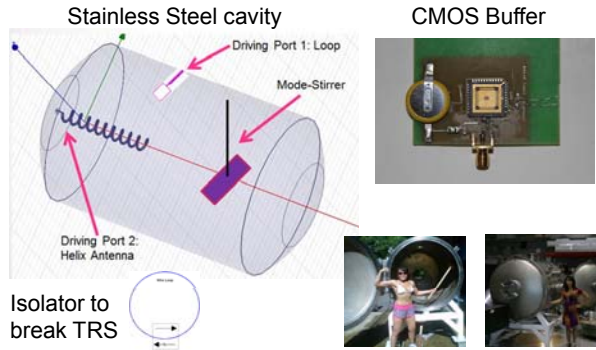 Stainless Steel cavity
CMOS Buffer
Driving Port 1: Loop
Mode-Stirrer
Driving Port 2:
Helix Antenna
Isolator to
break TRS